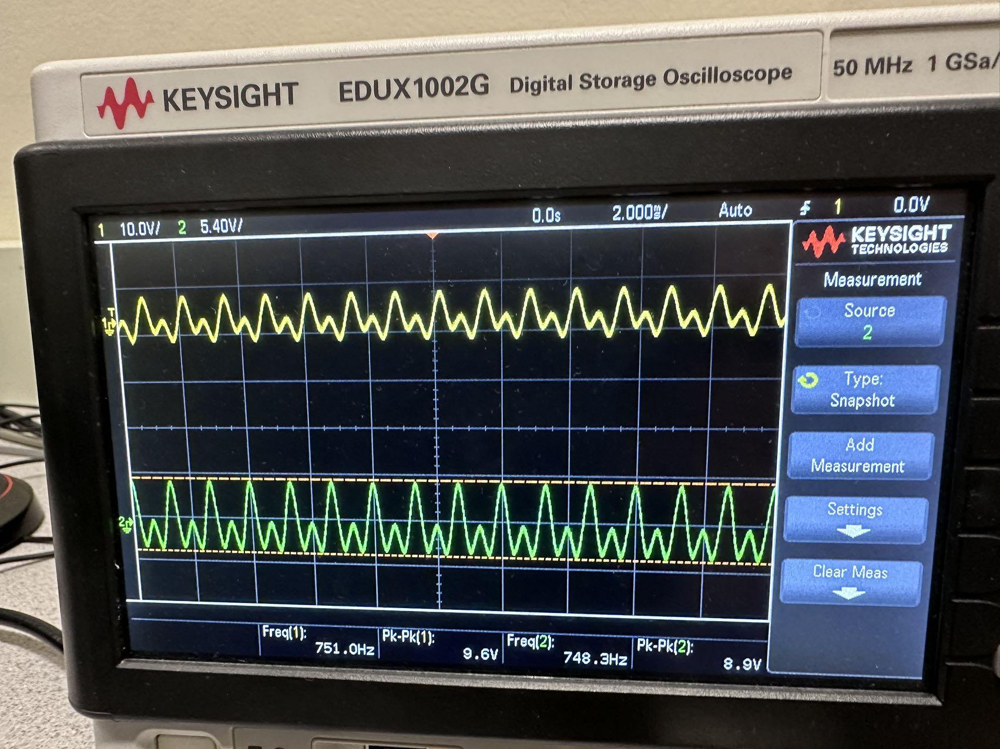 KEYSIGHT EDUX1002G Digital Storage Oscilloscope 50 MHz 1 GSa/
1 10.0V/ 2 5.40V/ 0.0s 2.000ms/ Auto 1 0.0V
KEYSIGHT
TECHNOLOGIES
Measurement
Source
2
Type:
Snapshot
Add
Measurement
Settings
Clear Meas
T
1
2
Freq(1):
751.0Hz
Pk-Pk(1):
9.6V
Freq(2):
748.3Hz
Pk-Pk(2):
8.9V